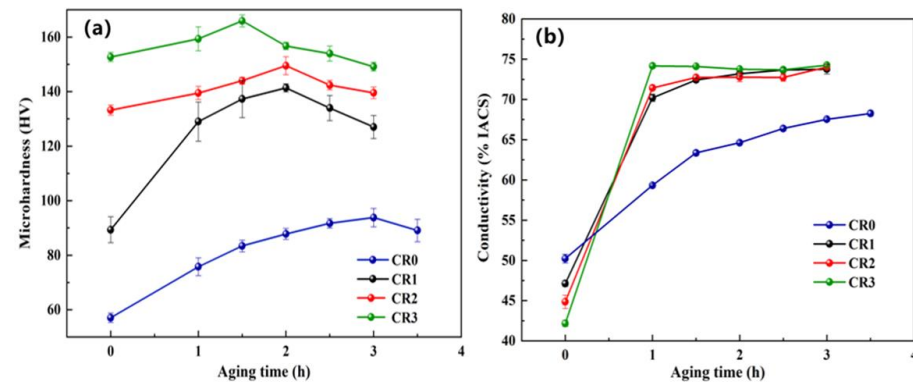 (a)
Microhardness (HV)
160
140
120
100
80
60
0
1
2
3
4
Aging time (h)
CR0
CR1
CR2
CR3
(b)
Conductivity (% IACS)
80
75
70
65
60
55
50
45
40
0
1
2
3
4
Aging time (h)
CR0
CR1
CR2
CR3